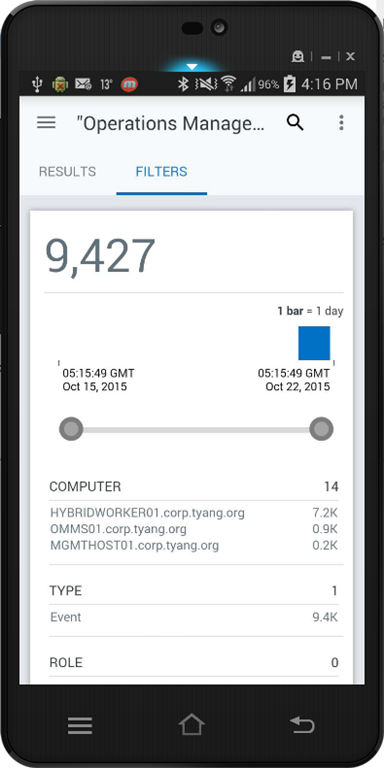 13°
m
96%
4:16 PM
"Operations Manage...
RESULTS
FILTERS
9,427
1 bar = 1 day
05:15:49 GMT
Oct 15, 2015
05:15:49 GMT
Oct 22, 2015
COMPUTER 14
HYBRIDWORKER01.corp.tyang.org 7.2K
OMMS01.corp.tyang.org 0.9K
MGMTHOST01.corp.tyang.org 0.2K
TYPE 1
Event 9.4K
ROLE 0